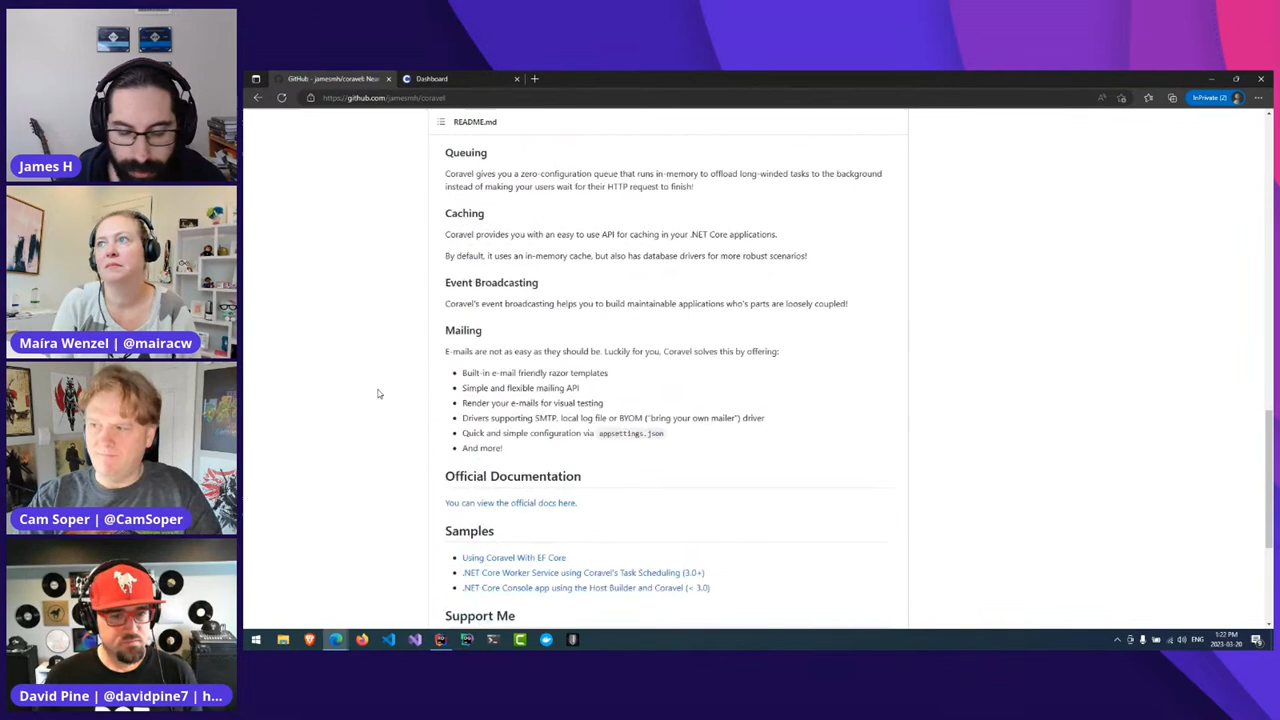 James H
Maíra Wenzel | @mairacw
Cam Soper | @CamSoper
David Pine | @davidpine7 | h...
GitHub - jamesmh/coravel: Near
Dashboard
https://github.com/jamesmh/coravel
InPrivate (2)
README.md
Queuing
Coravel gives you a zero-configuration queue that runs in-memory to offload long-winded tasks to the background
instead of making your users wait for their HTTP request to finish!
Caching
Coravel provides you with an easy to use API for caching in your .NET Core applications.
By default, it uses an in-memory cache, but also has database drivers for more robust scenarios!
Event Broadcasting
Coravel's event broadcasting helps you to build maintainable applications who's parts are loosely coupled!
Mailing
E-mails are not as easy as they should be. Luckily for you, Coravel solves this by offering:
• Built-in e-mail friendly razor templates
• Simple and flexible mailing API
• Render your e-mails for visual testing
• Drivers supporting SMTP, local log file or BYOM ("bring your own mailer") driver
• Quick and simple configuration via appsettings.json
• And more!
Official Documentation
You can view the official docs here.
Samples
• Using Coravel With EF Core
• .NET Core Worker Service using Coravel's Task Scheduling (3.0+)
• .NET Core Console app using the Host Builder and Coravel (< 3.0)
Support Me
ENG
1:22 PM
2023-03-20